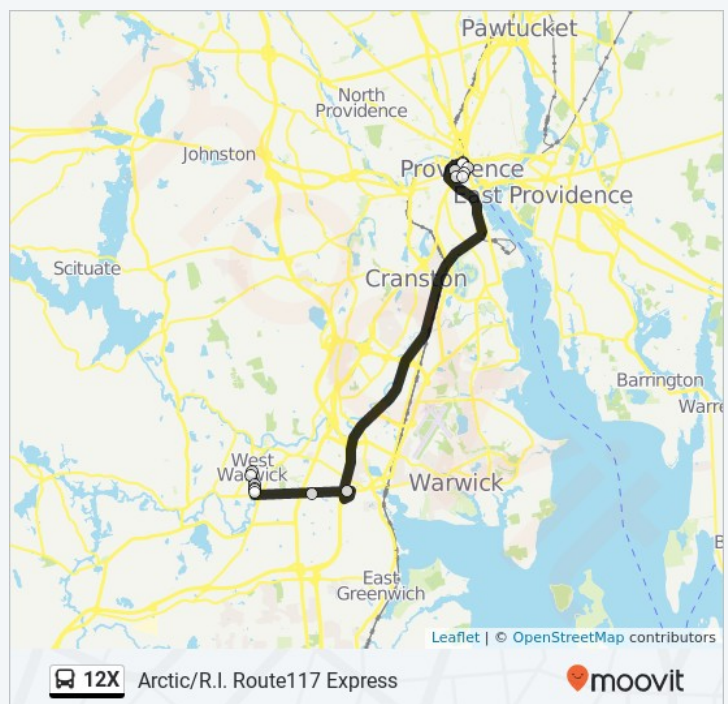 Pawtucket
North
Providence
Johnston
Providence
East Providence
Scituate
Cranston
Barrington
Warre
West
Warwick
Warwick
East
Greenwich
B
Leaflet | © OpenStreetMap contributors
12X Arctic/R.I. Route117 Express
moovit